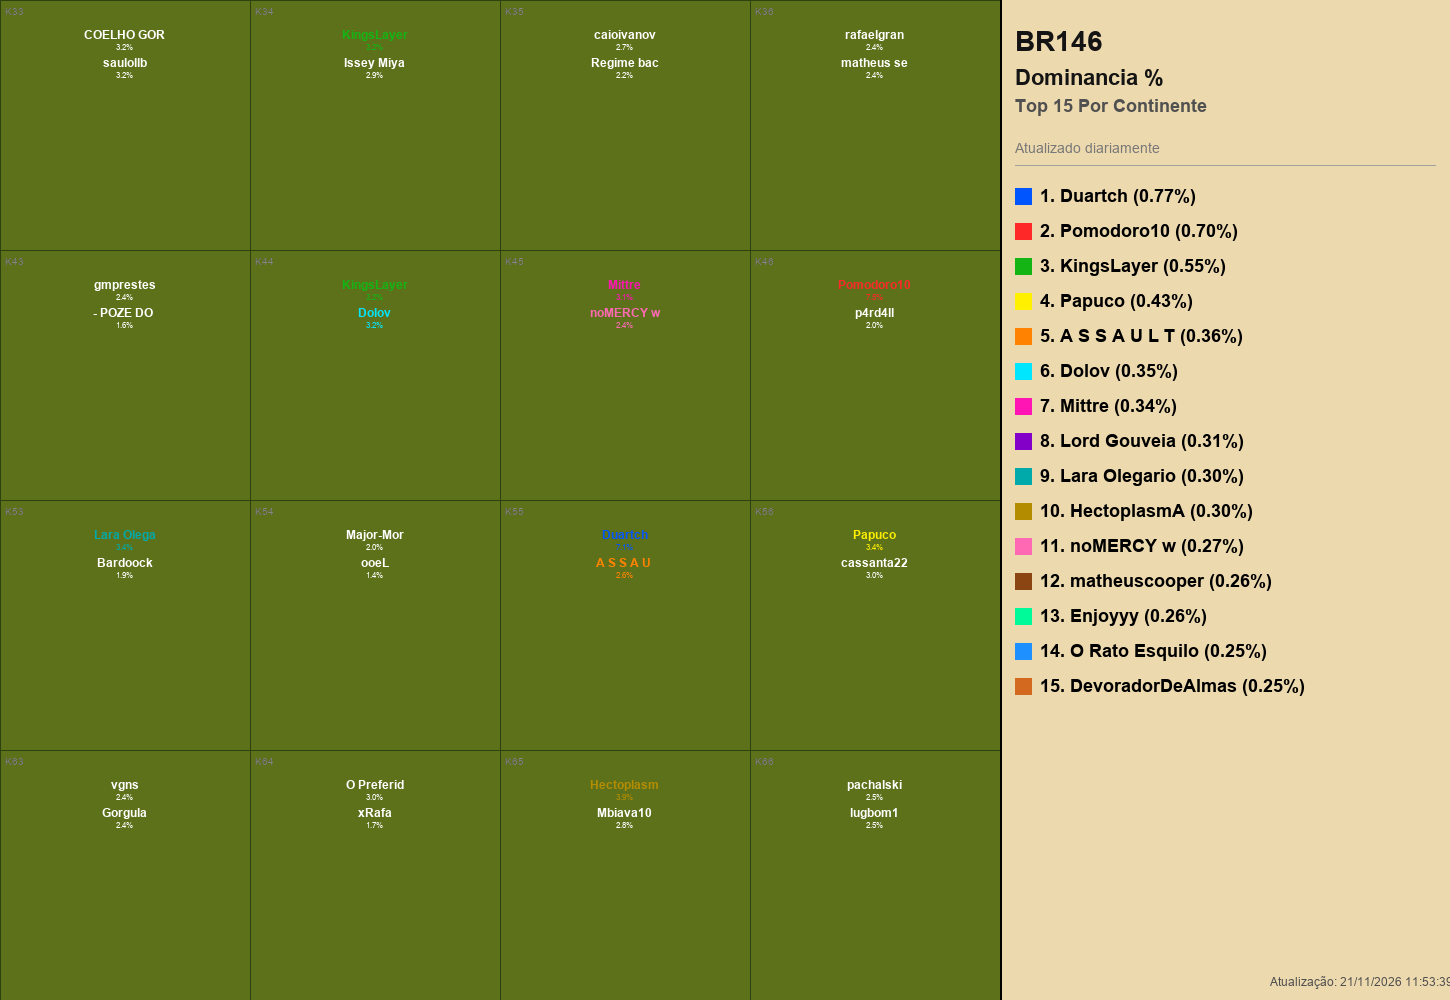 K33
COELHO GOR
3.2%
saulollb
3.2%
K34
KingsLayer
Issey Miya
2.9%
K35
caioivanov
2.7%
Regime bac
2.2%
K36
rafaelgran
2.4%
matheus se
2.4%
K43
gmprestes
2.4%
- POZE DO
1.6%
K44
KingsLayer
Dolov
3.2%
K45
Mittre
noMERCY w
2.4%
K46
Pomodoro10
p4rd4ll
2.0%
K53
Lara Olega
3.4%
Bardoock
1.9%
K54
Major-Mor
2.0%
ooeL
1.4%
K55
Duartch
A S S A U
2.6%
K56
Papuco
3.4%
cassanta22
3.0%
K63
vgns
2.4%
Gorgula
2.4%
K64
O Preferid
3.0%
xRafa
1.7%
K65
Hectoplasm
3.9%
Mbiava10
2.8%
K66
pachalski
2.5%
lugbom1
2.5%
BR146
Dominancia %
Top 15 Por Continente
Atualizado diariamente
1. Duartch (0.77%)
2. Pomodoro10 (0.70%)
3. KingsLayer (0.55%)
4. Papuco (0.43%)
5. A S S A U L T (0.36%)
6. Dolov (0.35%)
7. Mittre (0.34%)
8. Lord Gouveia (0.31%)
9. Lara Olegario (0.30%)
10. HectoplasmA (0.30%)
11. noMERCY w (0.27%)
12. matheuscooper (0.26%)
13. Enjoyyy (0.26%)
14. O Rato Esquilo (0.25%)
15. DevoradorDeAlmas (0.25%)
Atualização: 21/11/2026 11:53:39